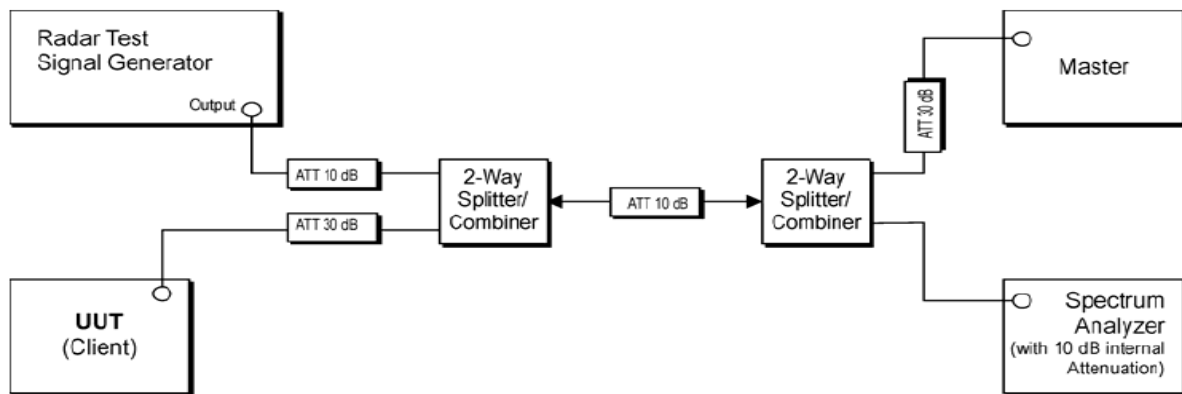 Radar Test
Signal Generator
Output
ATT 10 dB
ATT 30 dB
UUT
(Client)
2-Way
Splitter/
Combiner
ATT 10 dB
2-Way
Splitter/
Combiner
ATT 30 dB
Master
Spectrum
Analyzer
(with 10 dB internal
Attenuation)